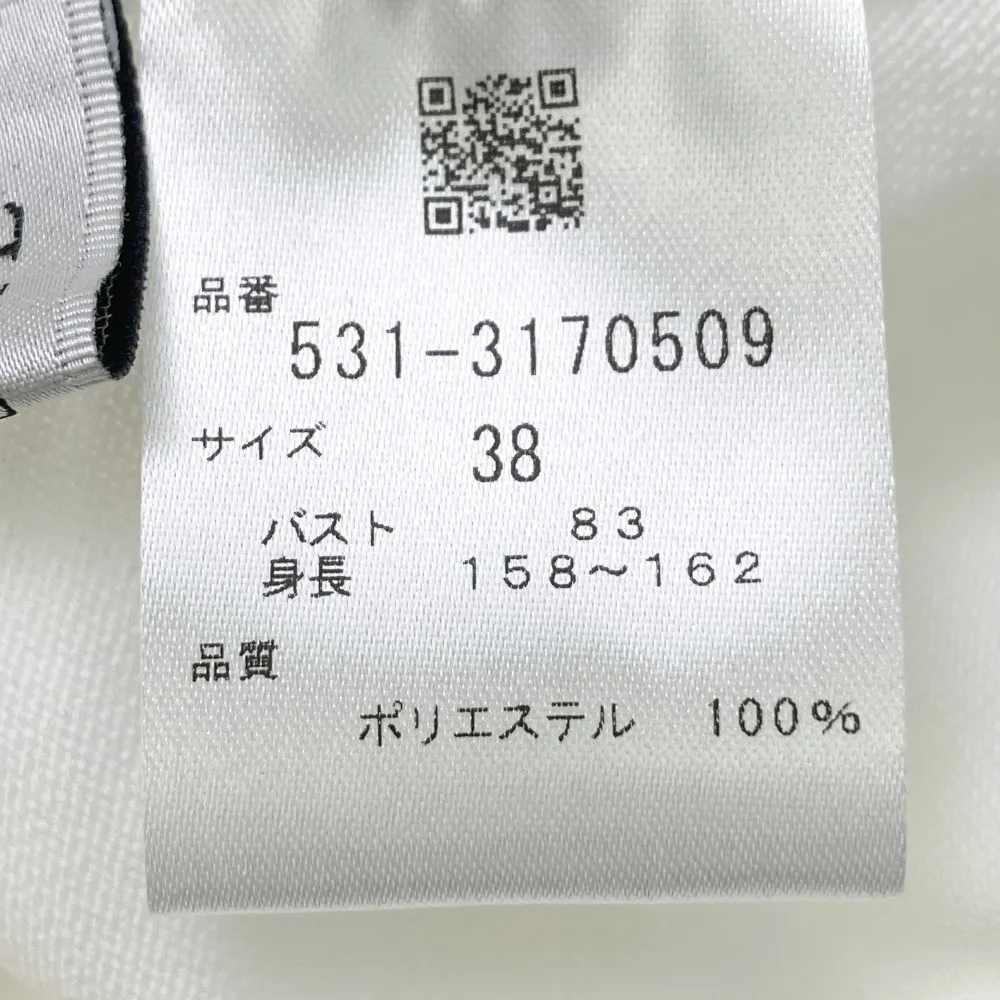 品番
531-3170509
サイズ 38
バスト 83
身長 158～162
品質
ポリエステル 100%